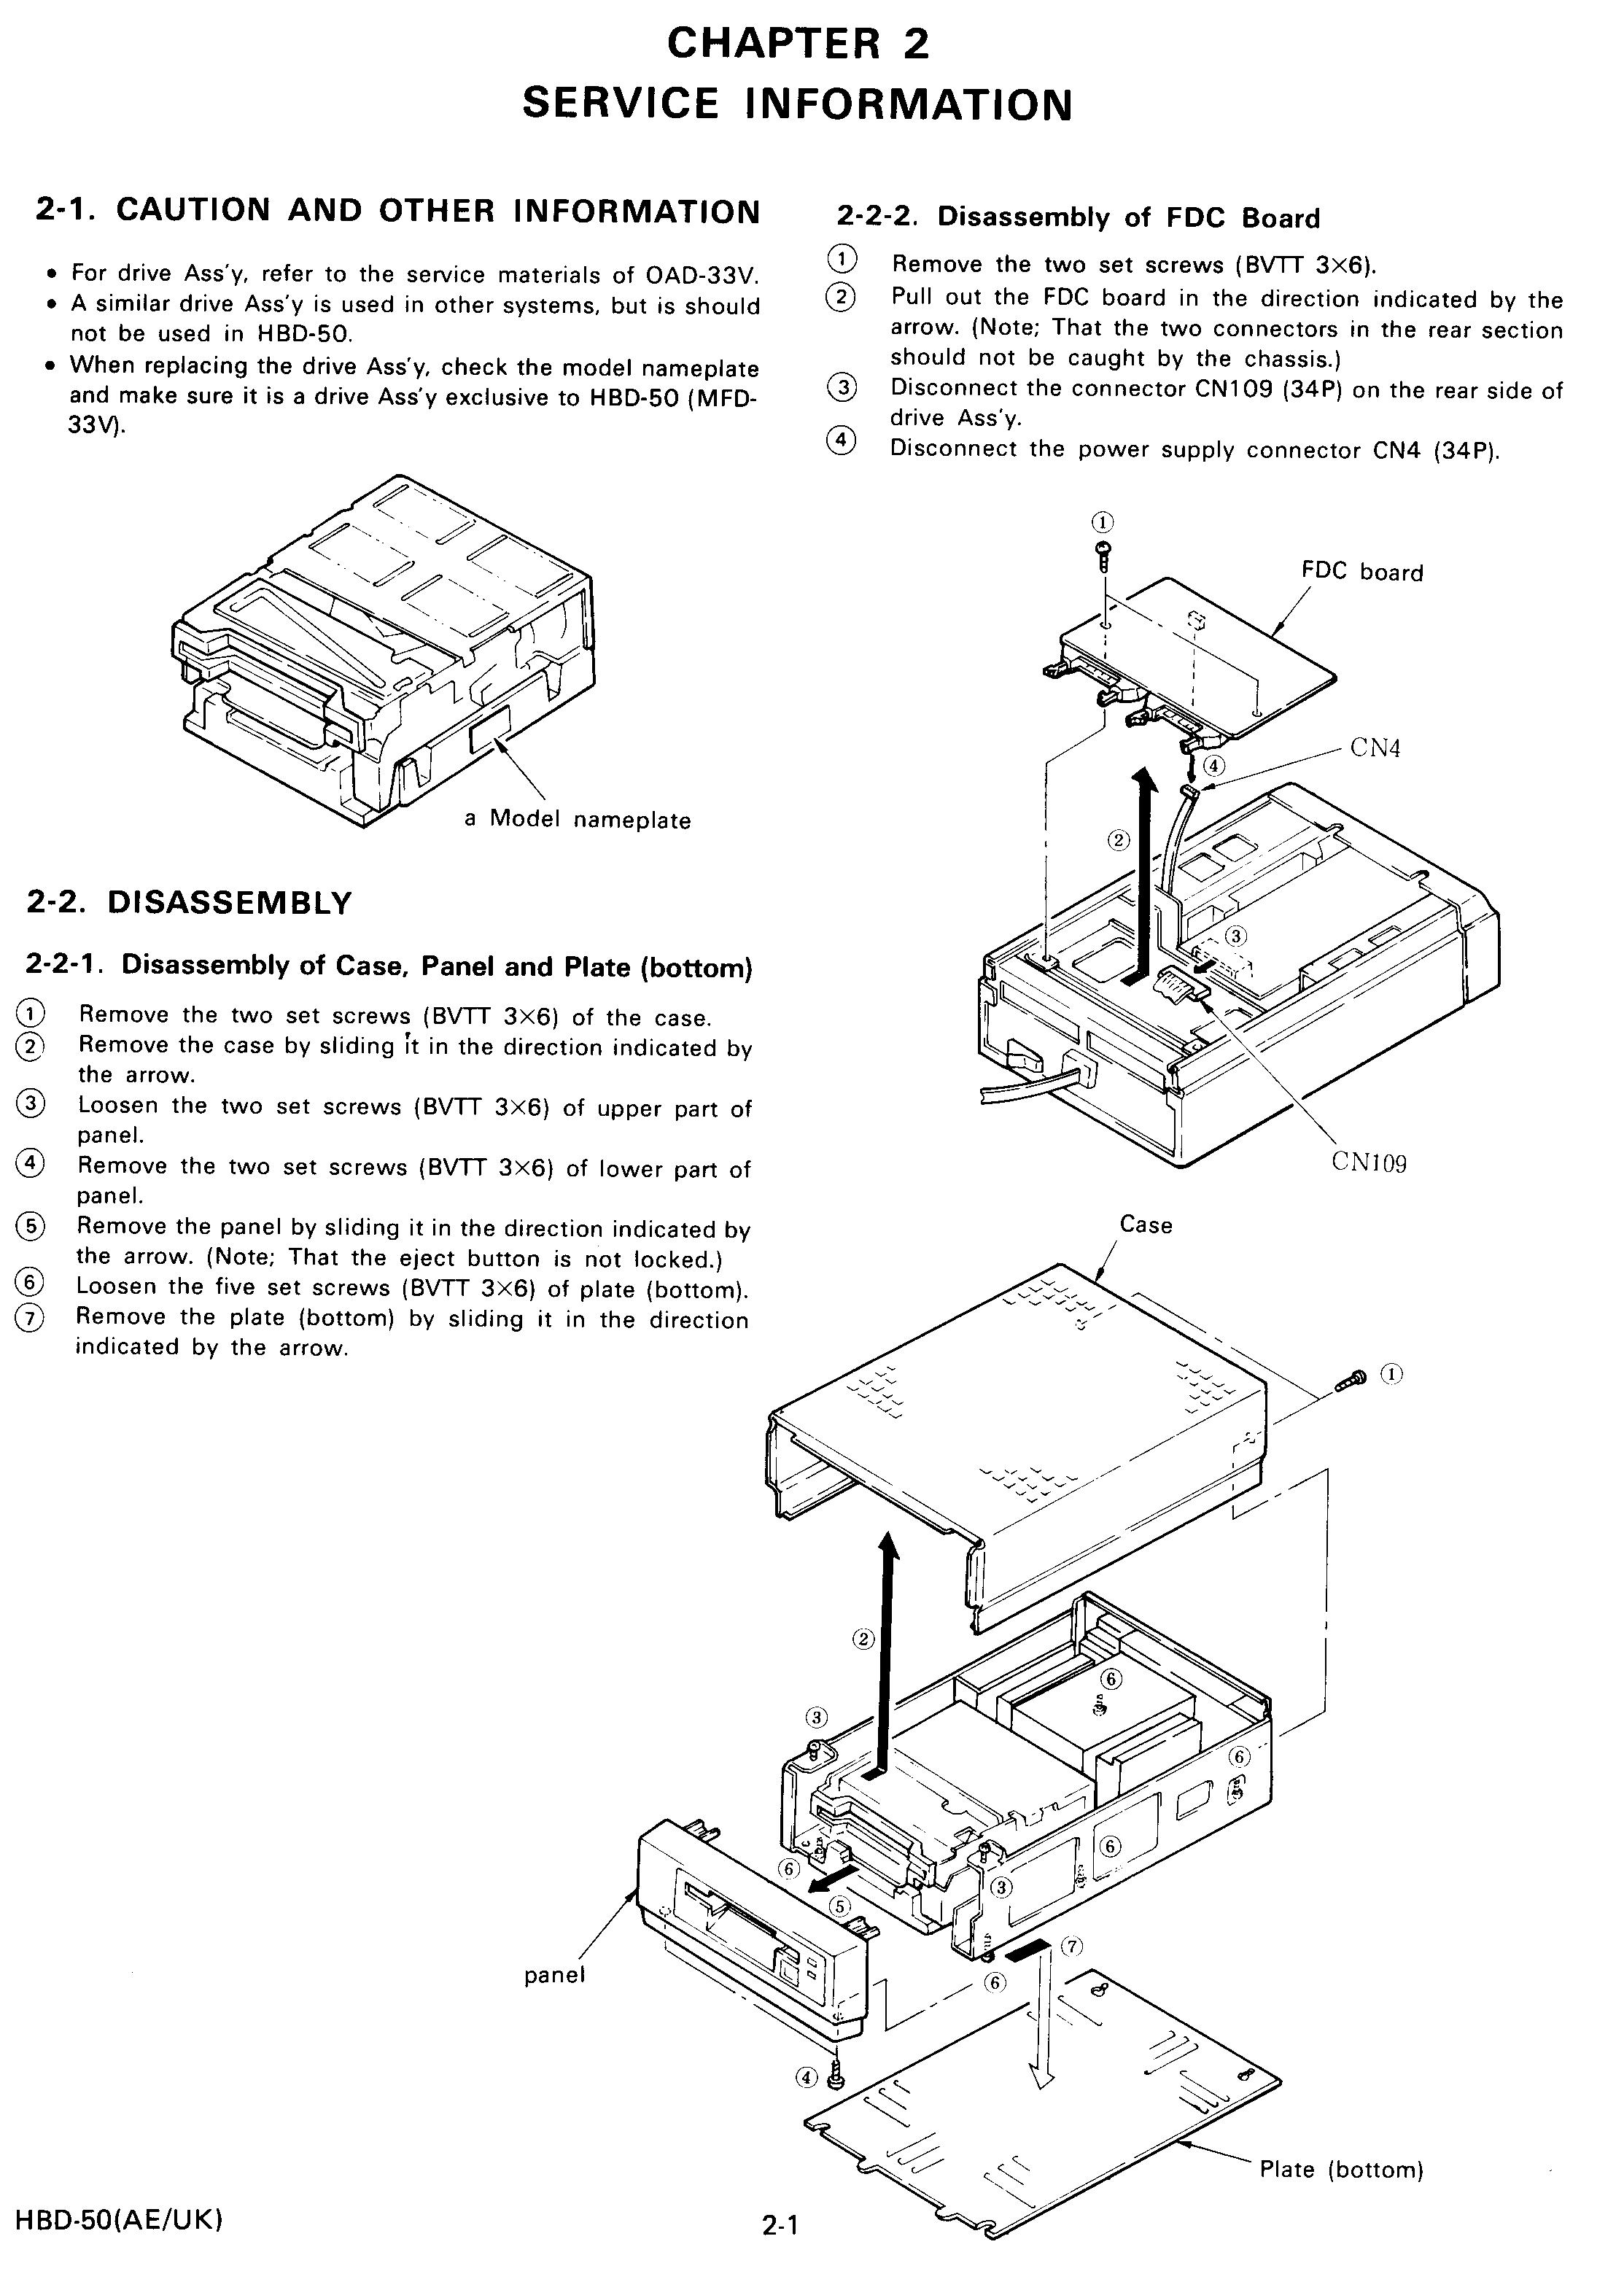 CHAPTER 2
SERVICE INFORMATION
2-1. CAUTION AND OTHER INFORMATION
• For drive Ass'y, refer to the service materials of OAD-33V.
• A similar drive Ass'y is used in other systems, but is should
not be used in HBD-50.
• When replacing the drive Ass'y, check the model nameplate
and make sure it is a drive Ass'y exclusive to HBD-50 (MFD-
33V).
a Model nameplate
2-2. DISASSEMBLY
2-2-1. Disassembly of Case, Panel and Plate (bottom)
① Remove the two set screws (BVTT 3×6) of the case.
② Remove the case by sliding it in the direction indicated by
the arrow.
③ Loosen the two set screws (BVTT 3×6) of upper part of
panel.
④ Remove the two set screws (BVTT 3×6) of lower part of
panel.
⑤ Remove the panel by sliding it in the direction indicated by
the arrow. (Note; That the eject button is not locked.)
⑥ Loosen the five set screws (BVTT 3×6) of plate (bottom).
⑦ Remove the plate (bottom) by sliding it in the direction
indicated by the arrow.
2-2-2. Disassembly of FDC Board
① Remove the two set screws (BVTT 3×6).
② Pull out the FDC board in the direction indicated by the
arrow. (Note; That the two connectors in the rear section
should not be caught by the chassis.)
③ Disconnect the connector CN109 (34P) on the rear side of
drive Ass'y.
④ Disconnect the power supply connector CN4 (34P).
①
FDC board
CN4
④
②
③
CN109
Case
①
②
⑥
③
⑥
⑥
⑥
③
⑤
⑦
panel
⑥
④
Plate (bottom)
HBD-50(AE/UK)
2-1